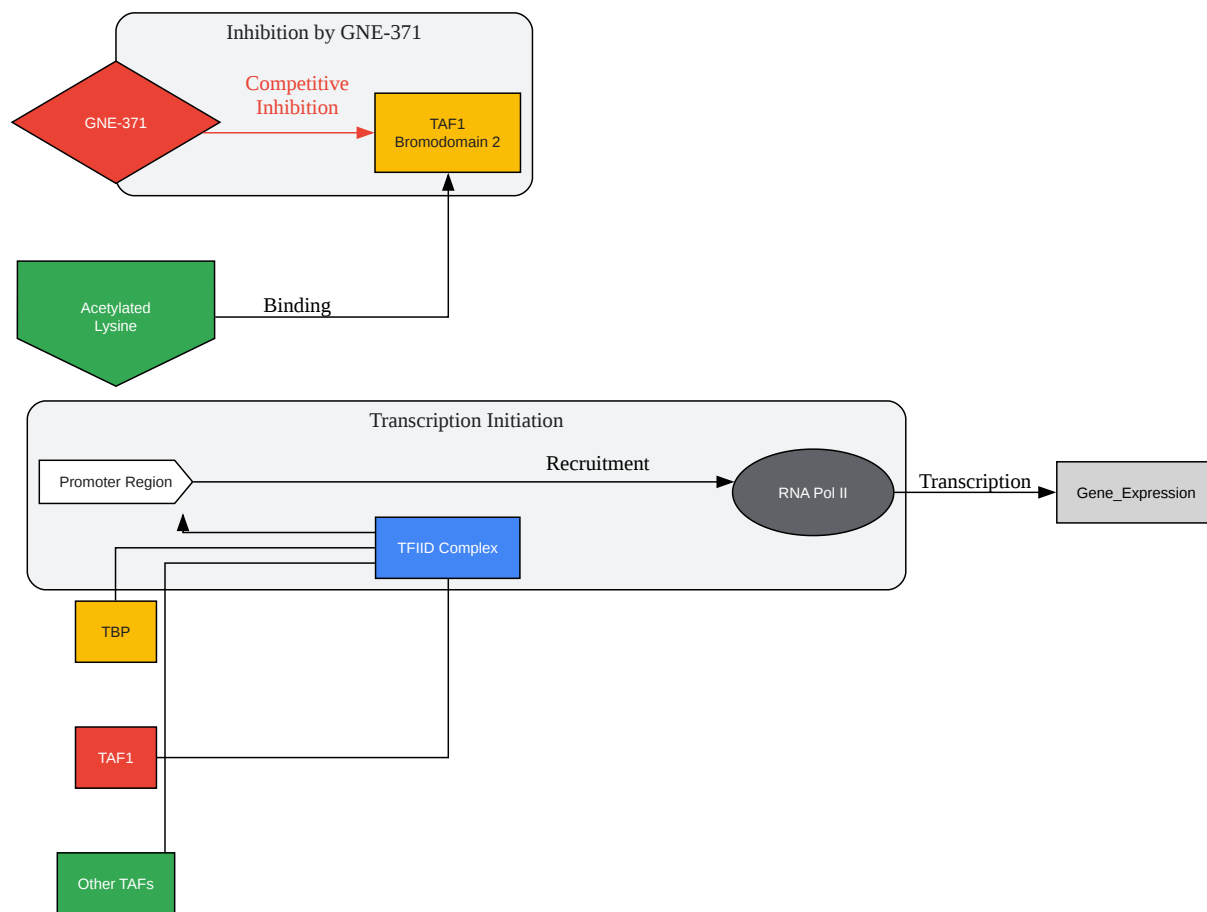 Inhibition by GNE-371
Competitive
Inhibition
GNE-371
TAF1
Bromodomain 2
Acetylated
Lysine
Binding
Transcription Initiation
Promoter Region
Recruitment
RNA Pol II
Transcription
Gene_Expression
TFIID Complex
TBP
TAF1
Other TAFs